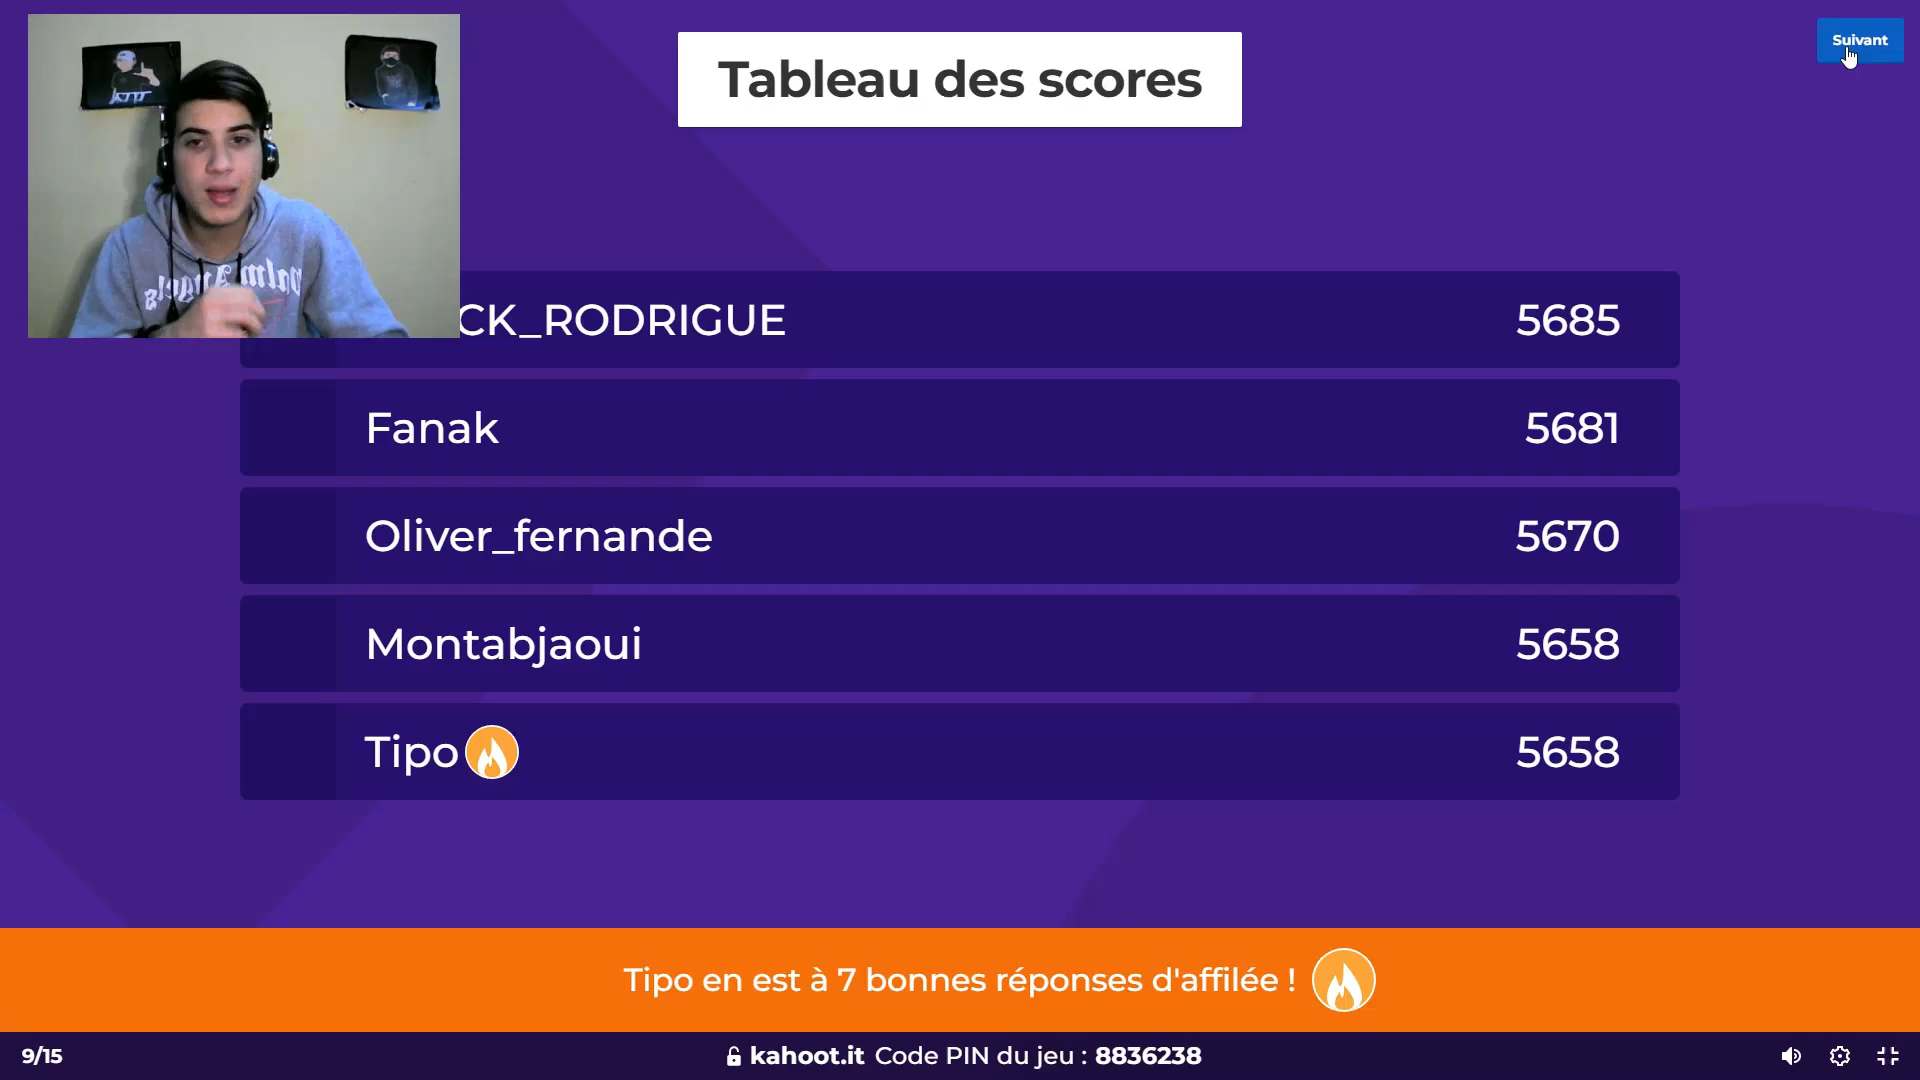 Suivant
Tableau des scores
CK_RODRIGUE 5685
Fanak 5681
Oliver_fernande 5670
Montabjaoui 5658
Tipo 5658
Tipo en est à 7 bonnes réponses d'affilée !
9/15 kahoot.it Code PIN du jeu : 8836238